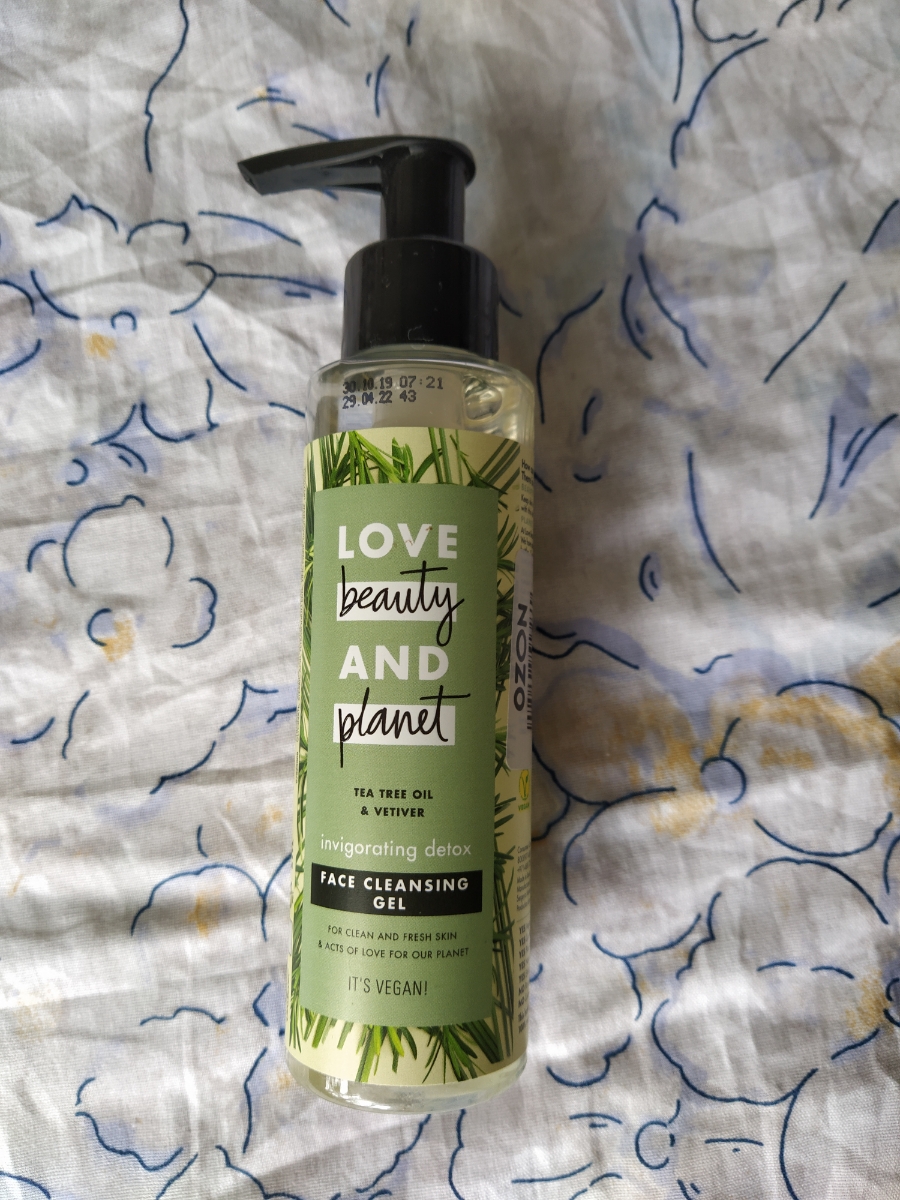 30.10.19 07:21
29.04.22 43
LOVE
beauty
AND
planet
TEA TREE OIL
& VETIVER
invigorating detox
FACE CLEANSING
GEL
FOR CLEAN AND FRESH SKIN
& ACTS OF LOVE FOR OUR PLANET
IT'S VEGAN!
OZON